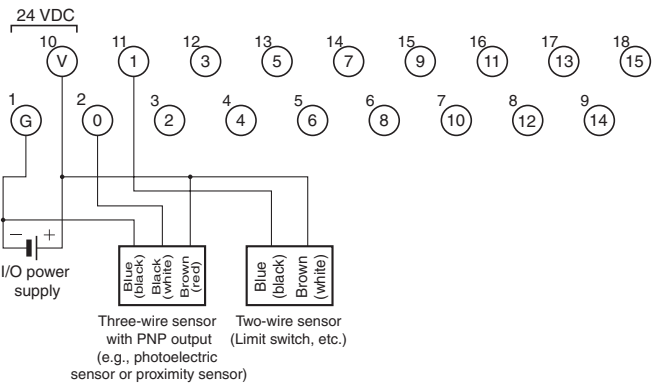 24 VDC
10 11 12 13 14 15 16 17 18
V 1 3 5 7 9 11 13 15
1 2 3 4 5 6 7 8 9
G 0 2 4 6 8 10 12 14
− +
I/O power
supply
Blue
(black)
Black
(white)
Brown
(red)
Blue
(black)
Brown
(white)
Three-wire sensor
with PNP output
(e.g., photoelectric
sensor or proximity sensor)
Two-wire sensor
(Limit switch, etc.)